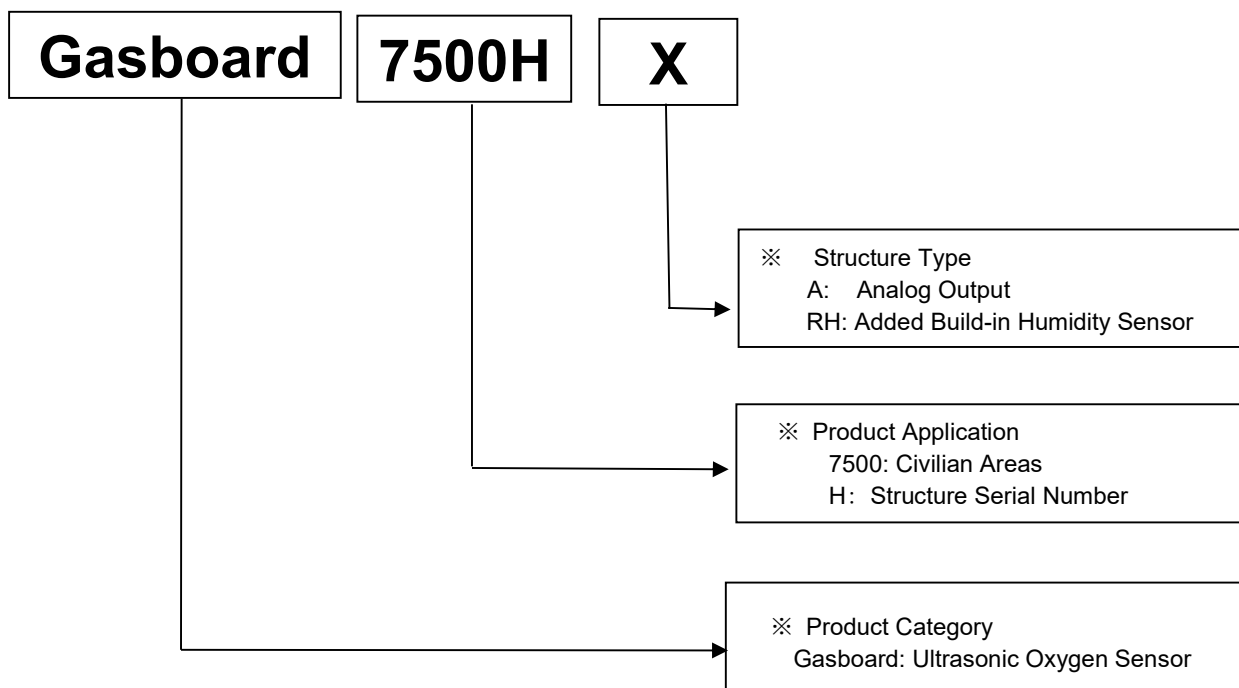 Gasboard 7500H X
※ Structure Type
A: Analog Output
RH: Added Build-in Humidity Sensor
※ Product Application
7500: Civilian Areas
H： Structure Serial Number
※ Product Category
Gasboard: Ultrasonic Oxygen Sensor